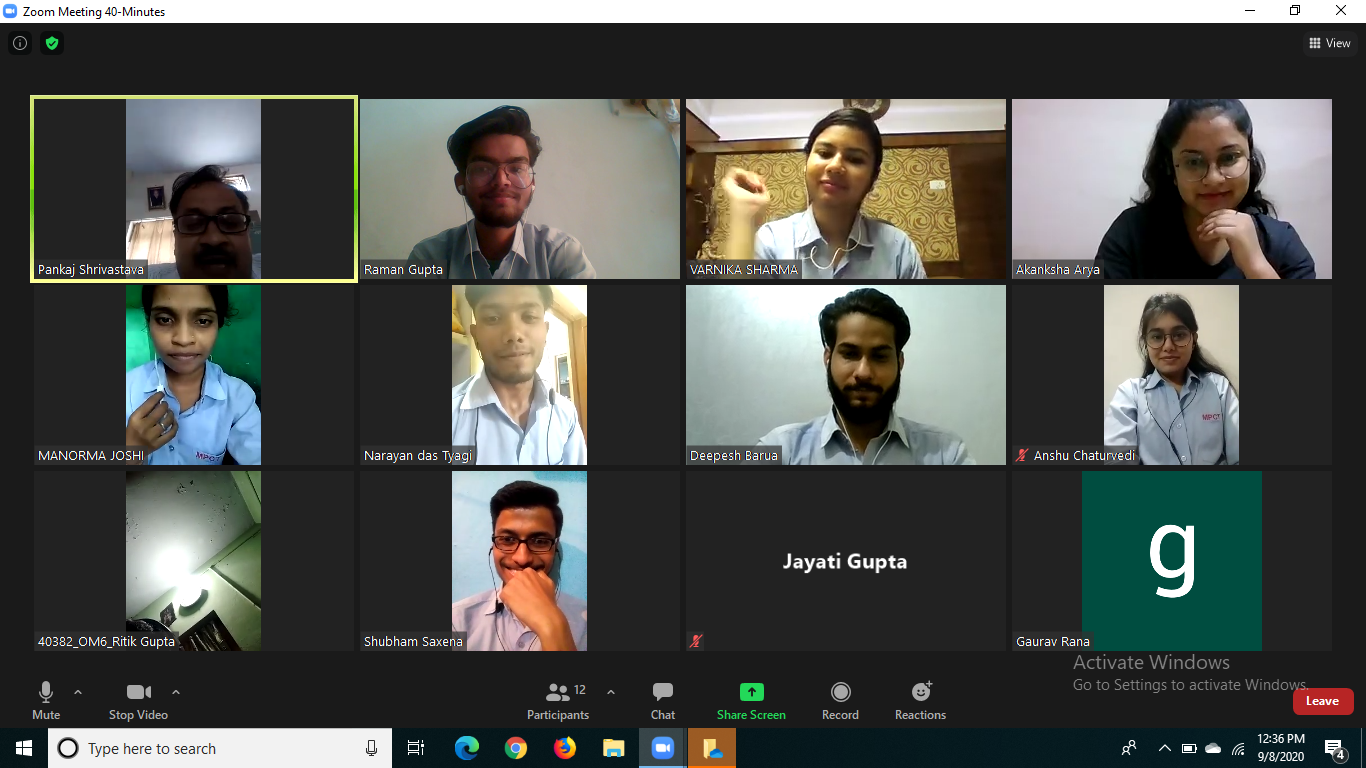 Zoom Meeting 40-Minutes
View
Pankaj Shrivastava
Raman Gupta
VARNIKA SHARMA
Akanksha Arya
MANORMA JOSHI
MPCT
Narayan das Tyagi
Deepesh Barua
Anshu Chaturvedi
MPCT
40382_OM6_Ritik Gupta
Shubham Saxena
Jayati Gupta
g
Gaurav Rana
Activate Windows
Go to Settings to activate Windows.
Mute
Stop Video
12
Participants
Chat
Share Screen
Record
Reactions
Leave
Type here to search
12:36 PM
9/8/2020
4